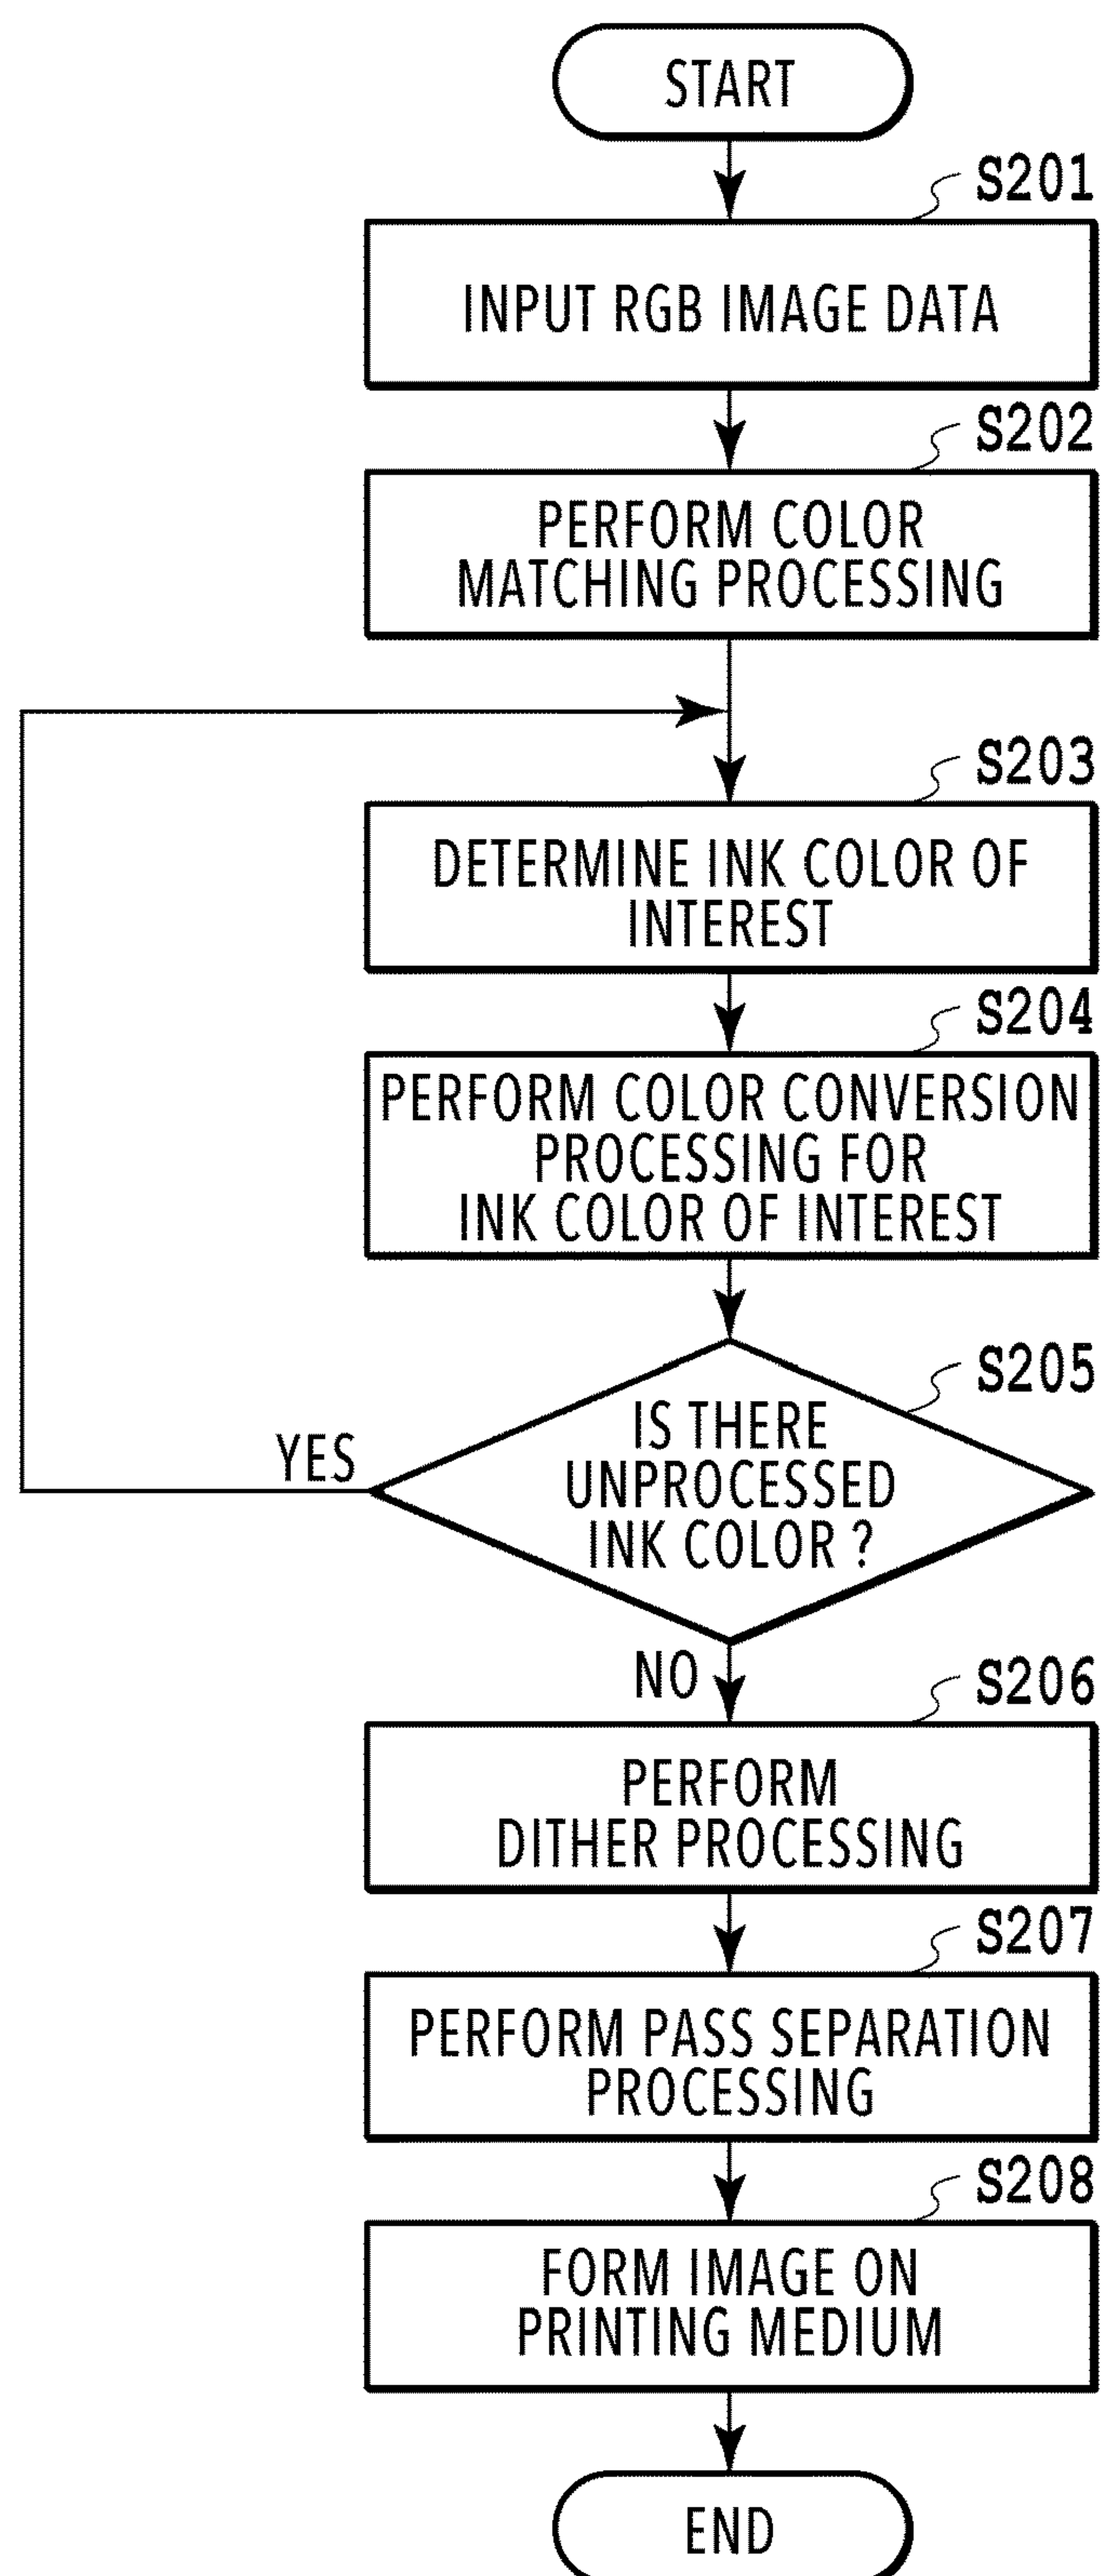 START
S201
INPUT RGB IMAGE DATA
S202
PERFORM COLOR
MATCHING PROCESSING
S203
DETERMINE INK COLOR OF
INTEREST
S204
PERFORM COLOR CONVERSION
PROCESSING FOR
INK COLOR OF INTEREST
S205
IS THERE
UNPROCESSED
INK COLOR ?
YES
NO
S206
PERFORM
DITHER PROCESSING
S207
PERFORM PASS SEPARATION
PROCESSING
S208
FORM IMAGE ON
PRINTING MEDIUM
END